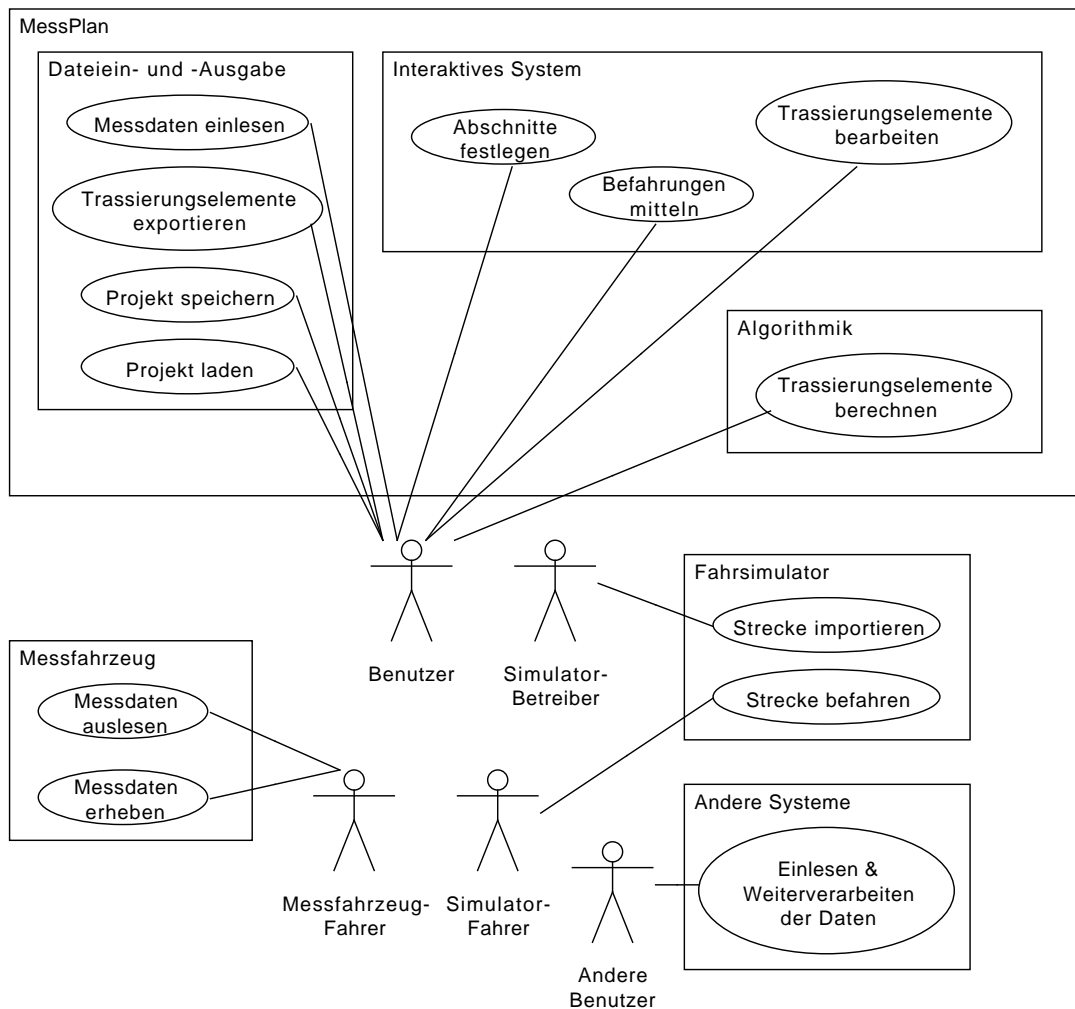 MessPlan
Dateiein- und -Ausgabe
Messdaten einlesen
Trassierungselemente
exportieren
Projekt speichern
Projekt laden
Interaktives System
Abschnitte
festlegen
Befahrungen
mitteln
Trassierungselemente
bearbeiten
Algorithmik
Trassierungselemente
berechnen
Benutzer
Simulator-
Betreiber
Fahrsimulator
Strecke importieren
Strecke befahren
Messfahrzeug
Messdaten
auslesen
Messdaten
erheben
Messfahrzeug-
Fahrer
Simulator-
Fahrer
Andere
Benutzer
Andere Systeme
Einlesen &
Weiterverarbeiten
der Daten